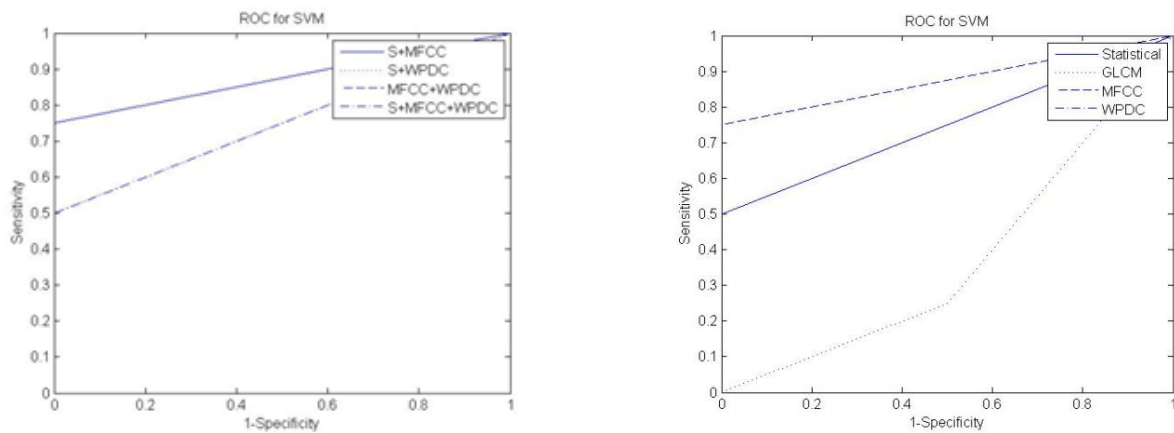 ROC for SVM
S+MFCC
S+WPDC
MFCC+WPDC
S+MFCC+WPDC
Sensitivity
1
0.9
0.8
0.7
0.6
0.5
0.4
0.3
0.2
0.1
0
0 0.2 0.4 0.6 0.8 1
1-Specificity
ROC for SVM
Statistical
GLCM
MFCC
WPDC
Sensitivity
1
0.9
0.8
0.7
0.6
0.5
0.4
0.3
0.2
0.1
0
0 0.2 0.4 0.6 0.8 1
1-Specificity